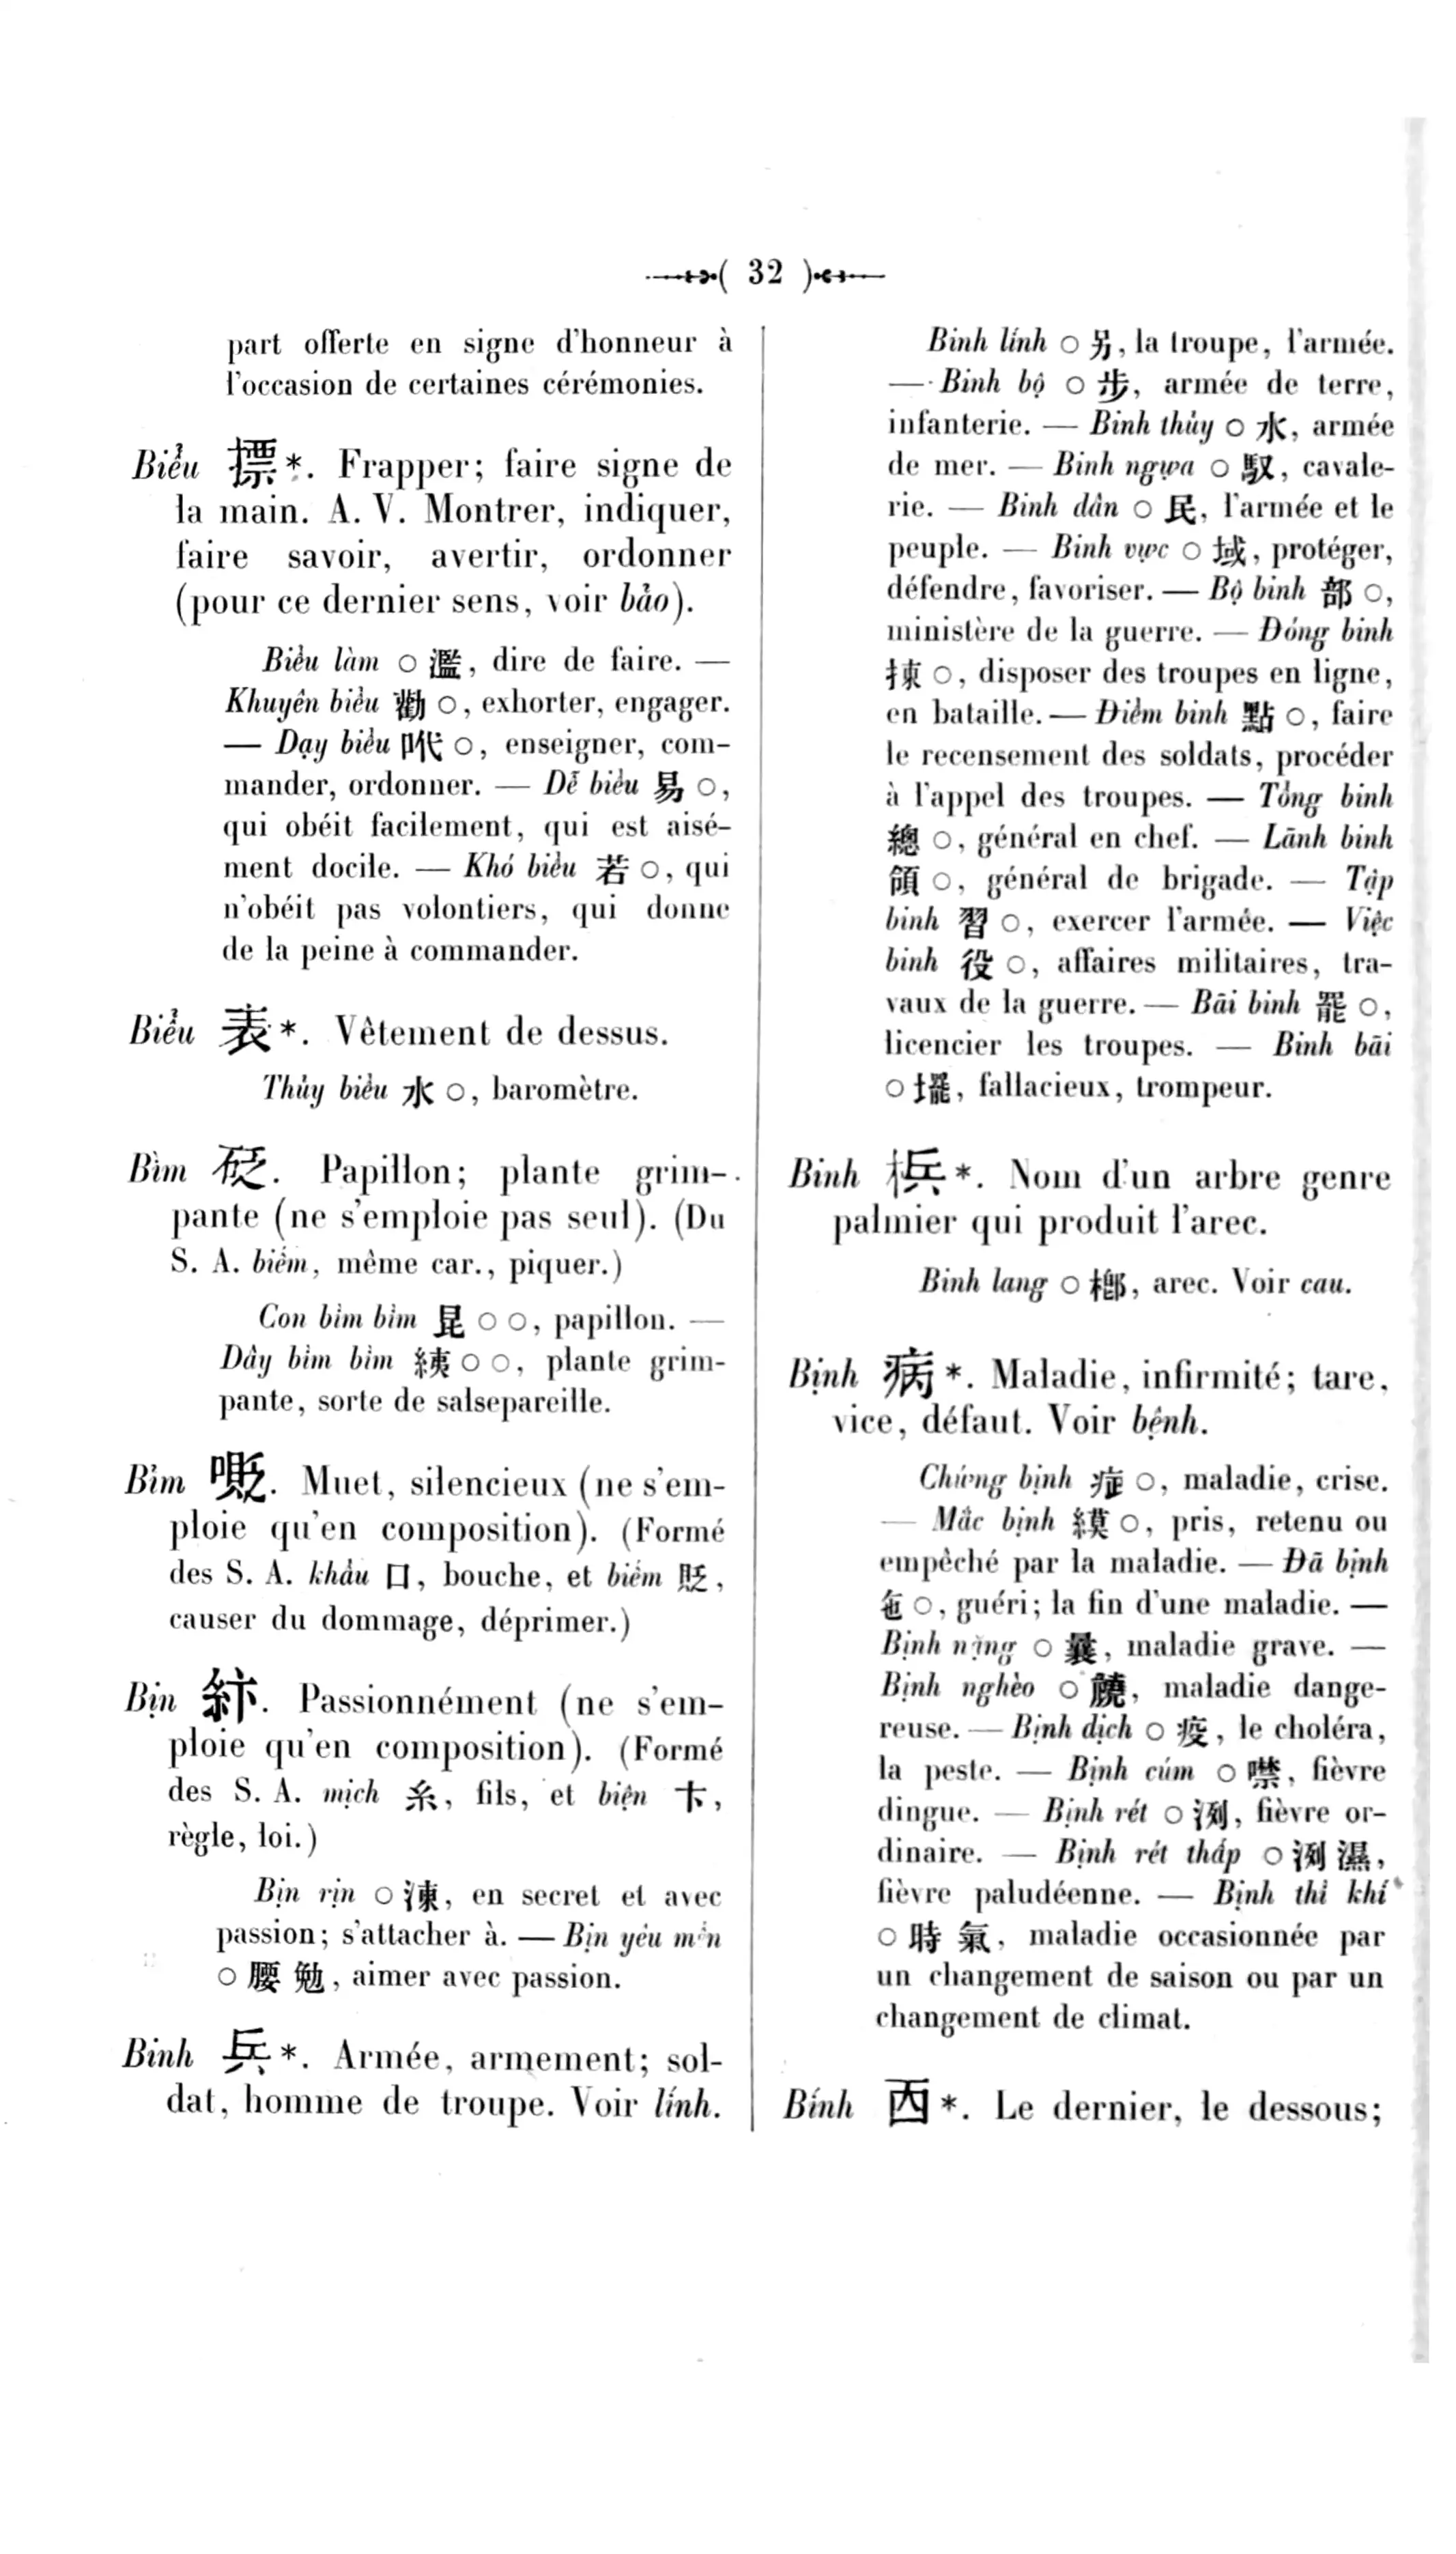 ( 32 )
part offerte en signe d'honneur à
l'occasion de certaines cérémonies.
Biểu 摽*. Frapper; faire signe de
la main. A. V. Montrer, indiquer,
faire savoir, avertir, ordonner
(pour ce dernier sens, voir bảo).
Biểu làm ○ 濫, dire de faire. —
Khuyên biểu 勸 ○, exhorter, engager.
— Dạy biểu 吪 ○, enseigner, com-
mander, ordonner. — Dễ biểu 易 ○,
qui obéit facilement, qui est aisé-
ment docile. — Khó biểu 若 ○, qui
n'obéit pas volontiers, qui donne
de la peine à commander.
Biểu 表*. Vêtement de dessus.
Thủy biểu 水 ○, baromètre.
Bìm 砭. Papillon; plante grim-
pante (ne s'emploie pas seul). (Du
S. A. biếm, même car., piquer.)
Con bìm bìm 昆 ○ ○, papillon. —
Dây bìm bìm ○ ○, plante grim-
pante, sorte de salsepareille.
Bỉm. Muet, silencieux (ne s'em-
ploie qu'en composition). (Formé
des S. A. khẩu 口, bouche, et biếm 貶,
causer du dommage, déprimer.)
Bịn. Passionnément (ne s'em-
ploie qu'en composition). (Formé
des S. A. mịch 糸, fils, et biện 卞,
règle, loi.)
Bịn rịn ○ 涷, en secret et avec
passion; s'attacher à. — Bịn yêu mến
○ 腰 勉, aimer avec passion.
Binh 兵*. Armée, armement; sol-
dat, homme de troupe. Voir lính.
Binh lính ○ 另, la troupe, l'armée.
— Binh bộ ○ 步, armée de terre,
infanterie. — Binh thủy ○ 水, armée
de mer. — Binh ngựa ○ 馭, cavale-
rie. — Binh dân ○ 民, l'armée et le
peuple. — Binh vực ○ 域, protéger,
défendre, favoriser. — Bộ binh 部 ○,
ministère de la guerre. — Đóng binh
揀 ○, disposer des troupes en ligne,
en bataille. — Điểm binh 點 ○, faire
le recensement des soldats, procéder
à l'appel des troupes. — Tổng binh
總 ○, général en chef. — Lãnh binh
領 ○, général de brigade. — Tập
binh 習 ○, exercer l'armée. — Việc
binh 役 ○, affaires militaires, tra-
vaux de la guerre. — Bãi binh 罷 ○,
licencier les troupes. — Binh bãi
○, fallacieux, trompeur.
Binh 梹*. Nom d'un arbre genre
palmier qui produit l'arec.
Binh lang ○ 榔, arec. Voir cau.
Bịnh 病*. Maladie, infirmité; tare,
vice, défaut. Voir bệnh.
Chứng bịnh 症 ○, maladie, crise.
— Mắc bịnh 縸 ○, pris, retenu ou
empêché par la maladie. — Đã bịnh
○, guéri; la fin d'une maladie. —
Bịnh nặng ○ 曩, maladie grave. —
Bịnh nghèo ○, maladie dange-
reuse. — Bịnh dịch ○ 疫, le choléra,
la peste. — Bịnh cúm ○ 噤, fièvre
dingue. — Bịnh rét ○ 洌, fièvre or-
dinaire. — Bịnh rét thấp ○ 洌 濕,
fièvre paludéenne. — Bịnh thì khí
○ 時 氣, maladie occasionnée par
un changement de saison ou par un
changement de climat.
Bính 丙*. Le dernier, le dessous;